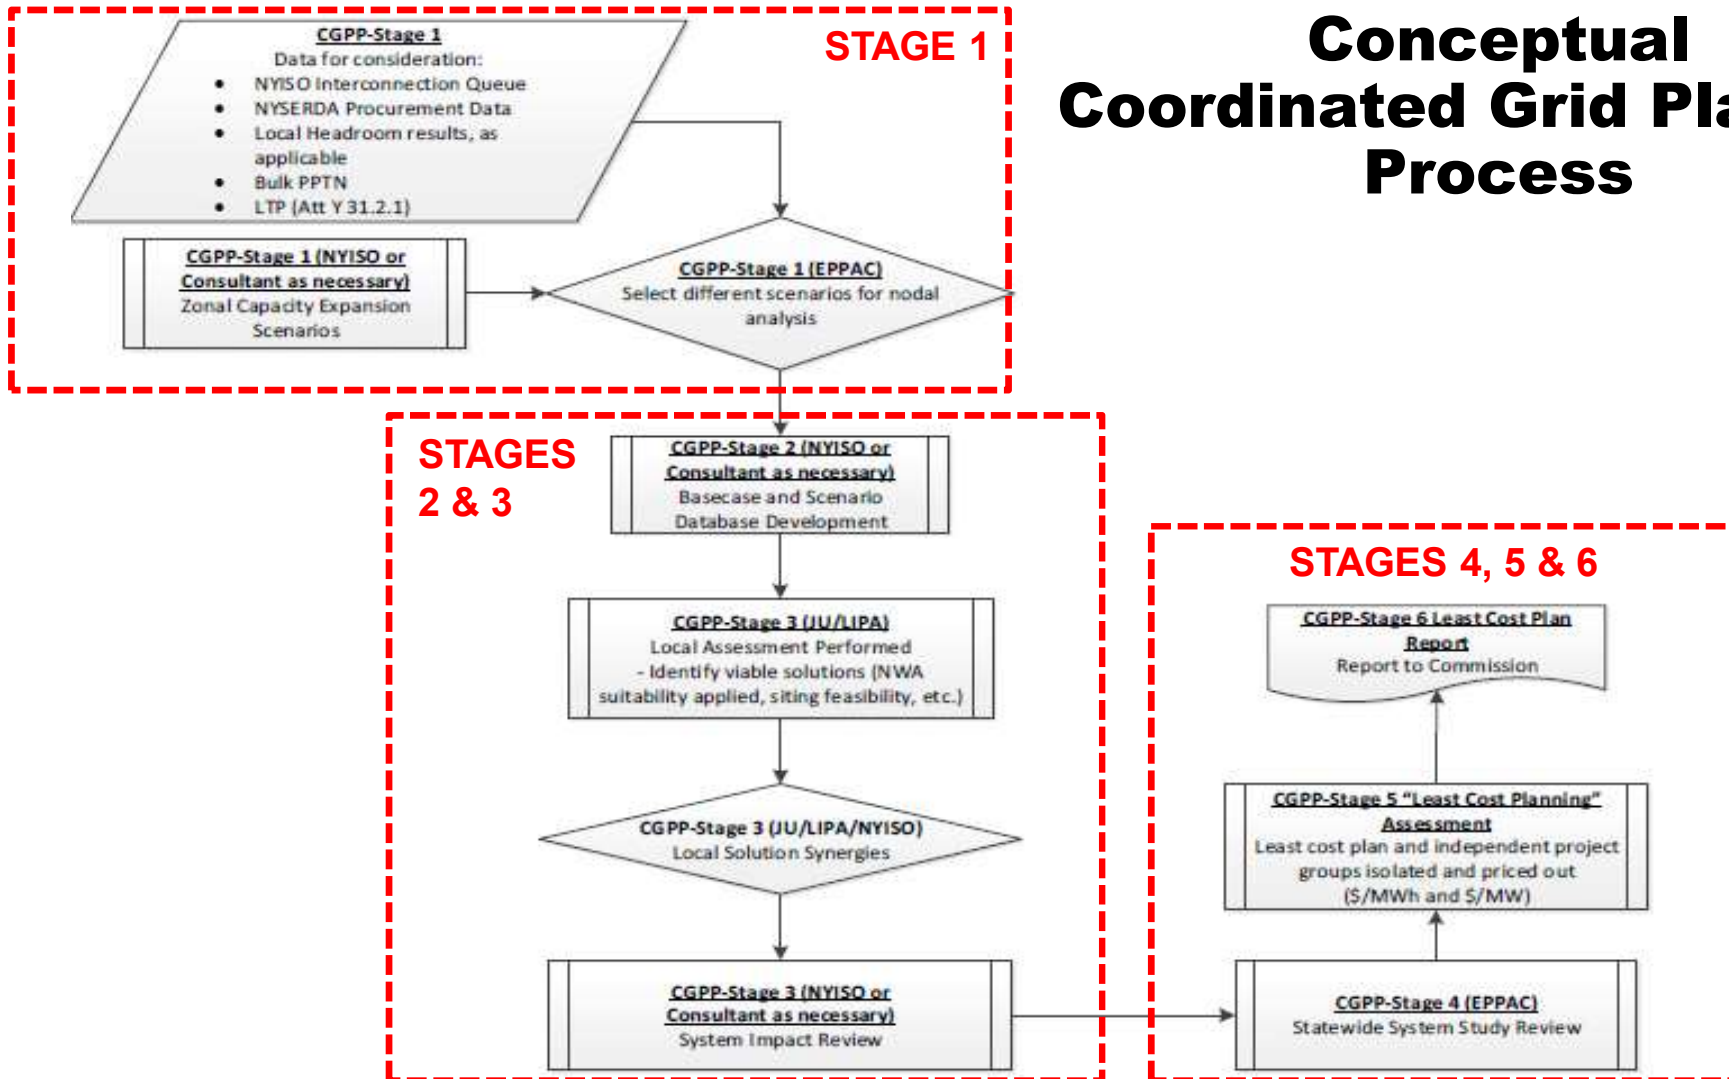 Conceptual
Coordinated Grid Pla
Process
STAGE 1
CGPP-Stage 1
Data for consideration:
• NYISO Interconnection Queue
• NYSERDA Procurement Data
• Local Headroom results, as
applicable
• Bulk PPTN
• LTP (Att Y 31.2.1)
CGPP-Stage 1 (NYISO or
Consultant as necessary)
Zonal Capacity Expansion
Scenarios
CGPP-Stage 1 (EPPAC)
Select different scenarios for nodal
analysis
STAGES
2 & 3
CGPP-Stage 2 (NYISO or
Consultant as necessary)
Basecase and Scenario
Database Development
CGPP-Stage 3 (JU/LIPA)
Local Assessment Performed
- Identify viable solutions (NWA
suitability applied, siting feasibility, etc.)
CGPP-Stage 3 (JU/LIPA/NYISO)
Local Solution Synergies
CGPP-Stage 3 (NYISO or
Consultant as necessary)
System Impact Review
STAGES 4, 5 & 6
CGPP-Stage 6 Least Cost Plan
Report
Report to Commission
CGPP-Stage 5 “Least Cost Planning”
Assessment
Least cost plan and independent project
groups isolated and priced out
($/MWh and $/MW)
CGPP-Stage 4 (EPPAC)
Statewide System Study Review